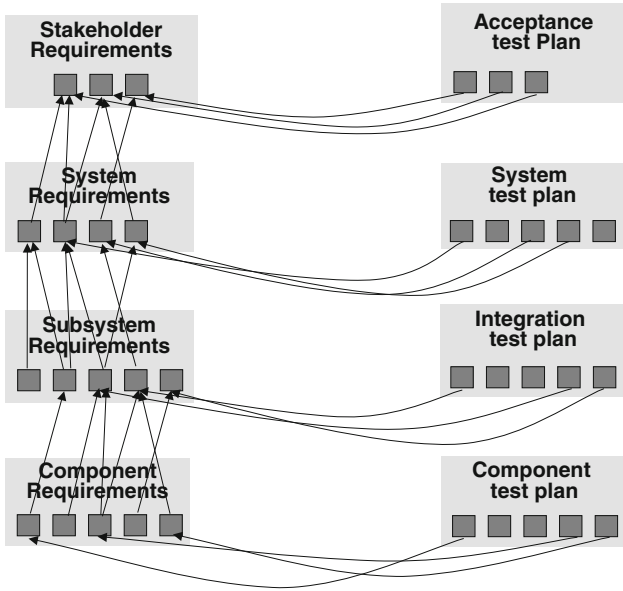 Stakeholder
Requirements
Acceptance
test Plan
System
Requirements
System
test plan
Subsystem
Requirements
Integration
test plan
Component
Requirements
Component
test plan